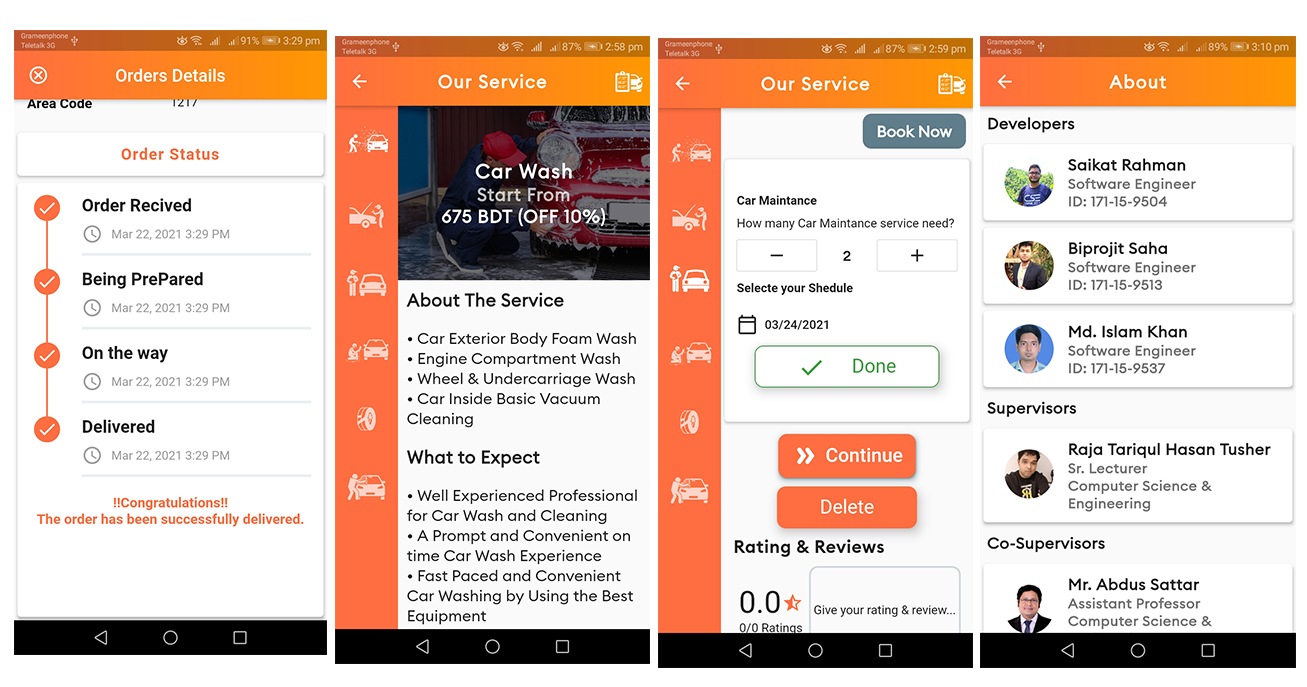 Grameenphone
Teletalk 3G
91%
3:29 pm
Orders Details
Area Code
1217
Order Status
Order Recived
Mar 22, 2021 3:29 PM
Being PrePared
Mar 22, 2021 3:29 PM
On the way
Mar 22, 2021 3:29 PM
Delivered
Mar 22, 2021 3:29 PM
!!Congratulations!!
The order has been successfully delivered.
Grameenphone
Teletalk 3G
87%
2:58 pm
Our Service
Car Wash
Start From
675 BDT (OFF 10%)
About The Service
• Car Exterior Body Foam Wash
• Engine Compartment Wash
• Wheel & Undercarriage Wash
• Car Inside Basic Vacuum
Cleaning
What to Expect
• Well Experienced Professional
for Car Wash and Cleaning
• A Prompt and Convenient on
time Car Wash Experience
• Fast Paced and Convenient
Car Washing by Using the Best
Equipment
Grameenphone
Teletalk 3G
87%
2:59 pm
Our Service
Book Now
Car Maintance
How many Car Maintance service need?
− 2 +
Selecte your Shedule
03/24/2021
Done
Continue
Delete
Rating & Reviews
0.0
0/0 Ratings
Give your rating & review...
Grameenphone
Teletalk 3G
89%
3:10 pm
About
Developers
Saikat Rahman
Software Engineer
ID: 171-15-9504
Biprojit Saha
Software Engineer
ID: 171-15-9513
Md. Islam Khan
Software Engineer
ID: 171-15-9537
Supervisors
Raja Tariqul Hasan Tusher
Sr. Lecturer
Computer Science &
Engineering
Co-Supervisors
Mr. Abdus Sattar
Assistant Professor
Computer Science &